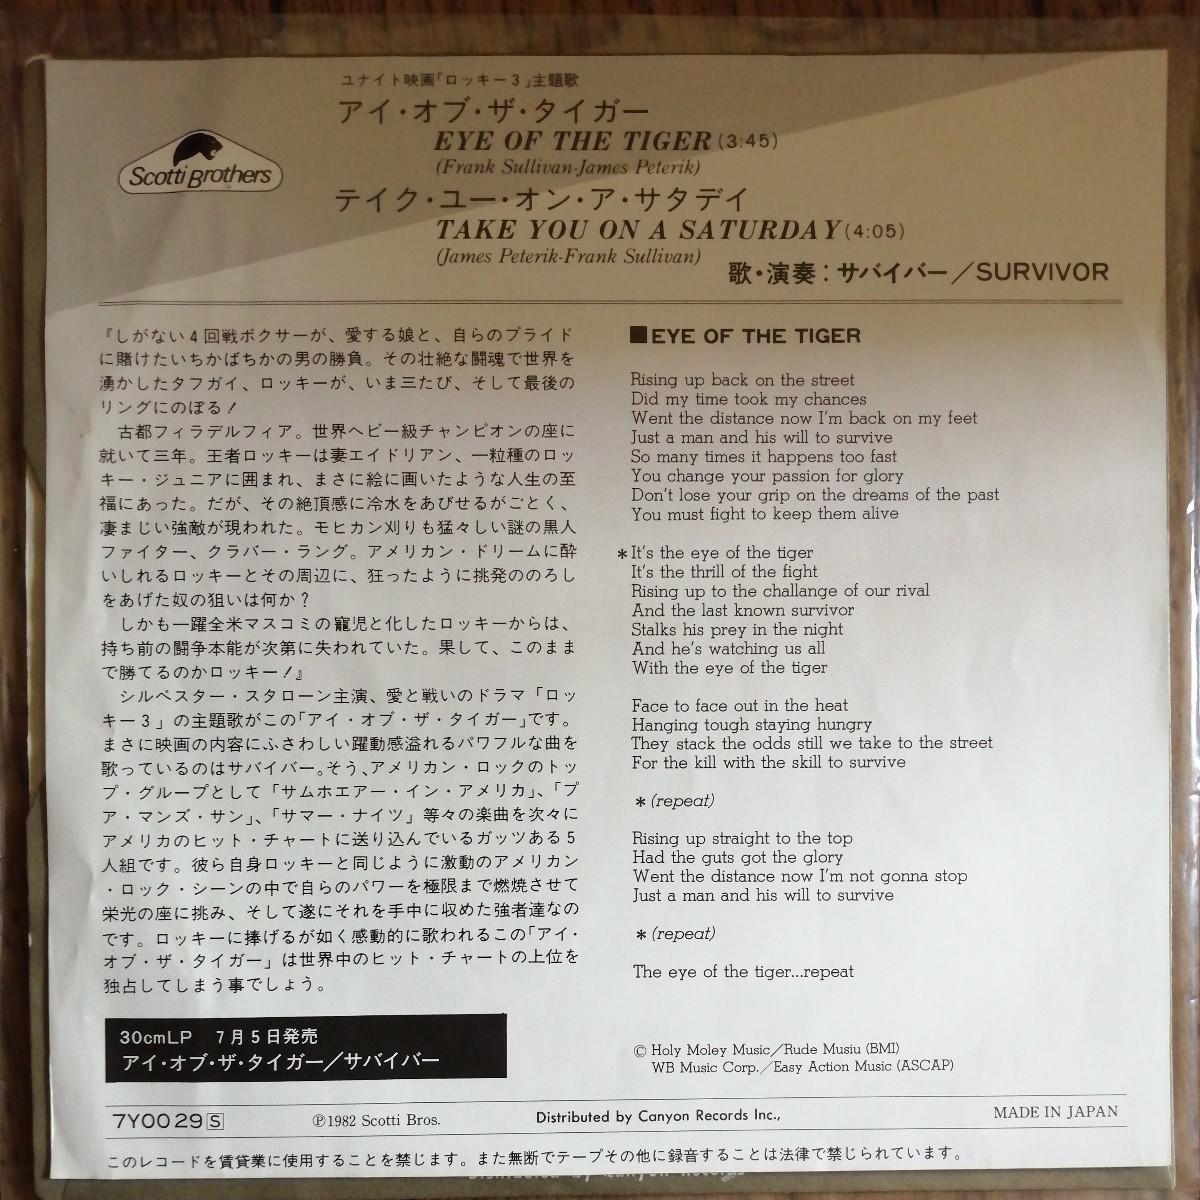 ユナイト映画「ロッキー3」主題歌
アイ・オブ・ザ・タイガー
EYE OF THE TIGER (3:45)
(Frank Sullivan-James Peterik)
Scotti Brothers
テイク・ユー・オン・ア・サタデイ
TAKE YOU ON A SATURDAY (4:05)
(James Peterik-Frank Sullivan)
歌・演奏：サバイバー／SURVIVOR
『しがない4回戦ボクサーが、愛する娘と、自らのプライド
に賭けたいちかばちかの男の勝負。その壮絶な闘魂で世界を
湧かしたタフガイ、ロッキーが、いま三たび、そして最後の
リングにのぼる！
古都フィラデルフィア。世界ヘビー級チャンピオンの座に
就いて三年。王者ロッキーは妻エイドリアン、一粒種のロッ
キー・ジュニアに囲まれ、まさに絵に画いたような人生の至
福にあった。だが、その絶頂感に冷水をあびせるがごとく、
凄まじい強敵が現われた。モヒカン刈りも猛々しい謎の黒人
ファイター、クラバー・ラング。アメリカン・ドリームに酔
いしれるロッキーとその周辺に、狂ったように挑発ののろし
をあげた奴の狙いは何か？
しかも一躍全米マスコミの寵児と化したロッキーからは、
持ち前の闘争本能が次第に失われていた。果して、このまま
で勝てるのかロッキー！』
シルベスター・スタローン主演、愛と戦いのドラマ「ロッ
キー3」の主題歌がこの「アイ・オブ・ザ・タイガー」です。
まさに映画の内容にふさわしい躍動感溢れるパワフルな曲を
歌っているのはサバイバー。そう、アメリカン・ロックのトッ
プ・グループとして「サムホエアー・イン・アメリカ」、「プ
ア・マンズ・サン」、「サマー・ナイツ」等々の楽曲を次々に
アメリカのヒット・チャートに送り込んでいるガッツある5
人組です。彼ら自身ロッキーと同じように激動のアメリカン
・ロック・シーンの中で自らのパワーを極限まで燃焼させて
栄光の座に挑み、そして遂にそれを手中に収めた強者達なの
です。ロッキーに捧げるが如く感動的に歌われるこの「アイ・
オブ・ザ・タイガー」は世界中のヒット・チャートの上位を
独占してしまう事でしょう。
30cmLP 7月5日発売
アイ・オブ・ザ・タイガー／サバイバー
■EYE OF THE TIGER
Rising up back on the street
Did my time took my chances
Went the distance now I'm back on my feet
Just a man and his will to survive
So many times it happens too fast
You change your passion for glory
Don't lose your grip on the dreams of the past
You must fight to keep them alive
*It's the eye of the tiger
It's the thrill of the fight
Rising up to the challange of our rival
And the last known survivor
Stalks his prey in the night
And he's watching us all
With the eye of the tiger
Face to face out in the heat
Hanging tough staying hungry
They stack the odds still we take to the street
For the kill with the skill to survive
*(repeat)
Rising up straight to the top
Had the guts got the glory
Went the distance now I'm not gonna stop
Just a man and his will to survive
*(repeat)
The eye of the tiger...repeat
© Holy Moley Music／Rude Musiu (BMI)
WB Music Corp.／Easy Action Music (ASCAP)
7Y0029 S
℗1982 Scotti Bros.
Distributed by Canyon Records Inc.,
MADE IN JAPAN
このレコードを賃貸業に使用することを禁じます。また無断でテープその他に録音することは法律で禁じられています。